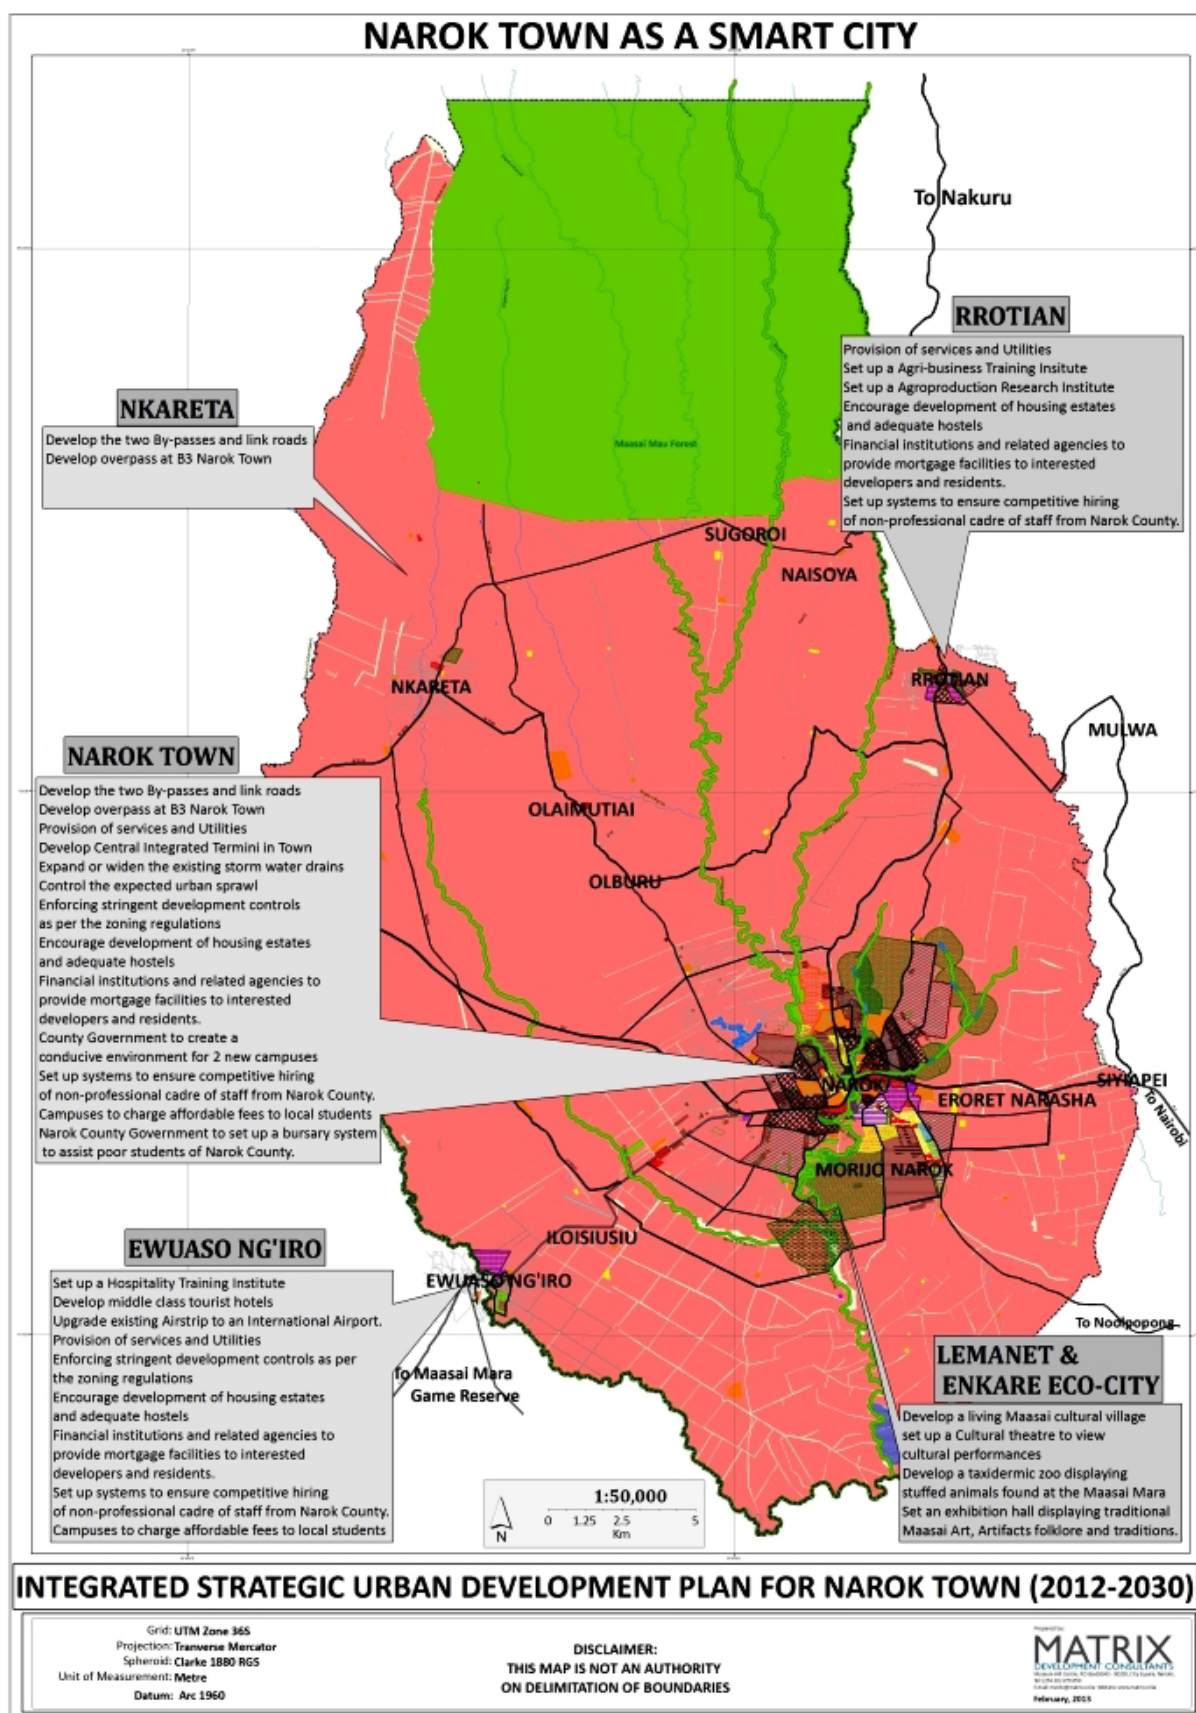 NAROK TOWN AS A SMART CITY
To Nakuru
RROTIAN
Provision of services and Utilities
Set up a Agri-business Training Insitute
Set up a Agroproduction Research Institute
Encourage development of housing estates
and adequate hostels
Financial institutions and related agencies to
provide mortgage facilities to interested
developers and residents.
Set up systems to ensure competitive hiring
of non-professional cadre of staff from Narok County.
NKARETA
Develop the two By-passes and link roads
Develop overpass at B3 Narok Town
Maasai Mau Forest
SUGOROI
NAISOYA
NKARETA
RROTIAN
MULWA
NAROK TOWN
Develop the two By-passes and link roads
Develop overpass at B3 Narok Town
Provision of services and Utilities
Develop Central Integrated Termini in Town
Expand or widen the existing storm water drains
Control the expected urban sprawl
Enforcing stringent development controls
as per the zoning regulations
Encourage development of housing estates
and adequate hostels
Financial institutions and related agencies to
provide mortgage facilities to interested
developers and residents.
County Government to create a
conducive environment for 2 new campuses
Set up systems to ensure competitive hiring
of non-professional cadre of staff from Narok County.
Campuses to charge affordable fees to local students
Narok County Government to set up a bursary system
to assist poor students of Narok County.
OLAIMUTIAI
OLBURU
NAROK
SIYIAPEI
ERORET NARASHA
To Nairobi
MORIJO NAROK
ILOISIUSIU
EWUASO NG'IRO
EWUASO NG'IRO
Set up a Hospitality Training Institute
Develop middle class tourist hotels
Upgrade existing Airstrip to an International Airport.
Provision of services and Utilities
Enforcing stringent development controls as per
the zoning regulations
Encourage development of housing estates
and adequate hostels
Financial institutions and related agencies to
provide mortgage facilities to interested
developers and residents.
Set up systems to ensure competitive hiring
of non-professional cadre of staff from Narok County.
Campuses to charge affordable fees to local students
To Maasai Mara
Game Reserve
To Noolpopong
LEMANET &
ENKARE ECO-CITY
Develop a living Maasai cultural village
set up a Cultural theatre to view
cultural performances
Develop a taxidermic zoo displaying
stuffed animals found at the Maasai Mara
Set an exhibition hall displaying traditional
Maasai Art, Artifacts folklore and traditions.
N
1:50,000
0 1.25 2.5 5
Km
INTEGRATED STRATEGIC URBAN DEVELOPMENT PLAN FOR NAROK TOWN (2012-2030)
Grid: UTM Zone 36S
Projection: Tranverse Mercator
Spheroid: Clarke 1880 RGS
Unit of Measurement: Metre
Datum: Arc 1960
DISCLAIMER:
THIS MAP IS NOT AN AUTHORITY
ON DELIMITATION OF BOUNDARIES
Prepared by:
MATRIX
DEVELOPMENT CONSULTANTS
February, 2013